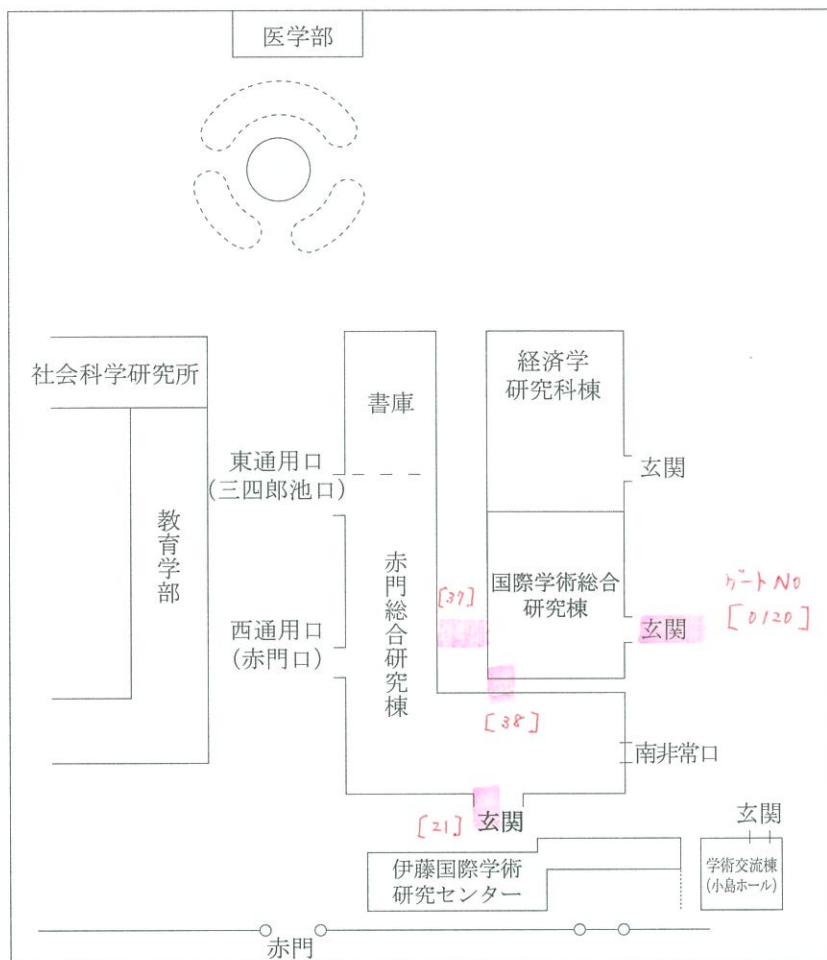 医学部
社会科学研究所
教育学部
東通用口
(三四郎池口)
西通用口
(赤門口)
書庫
赤門総合研究棟
経済学
研究科棟
玄関
国際学術総合
研究棟
玄関
ゲートNO
[0120]
[37]
[38]
南非常口
[21]
玄関
伊藤国際学術
研究センター
玄関
学術交流棟
(小島ホール)
赤門